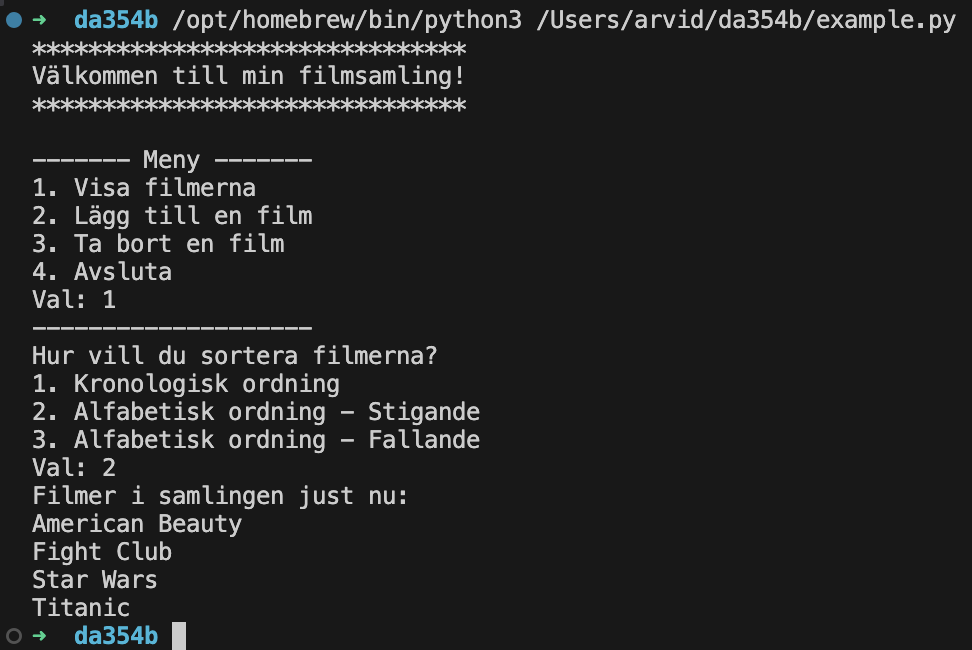 ➜ da354b /opt/homebrew/bin/python3 /Users/arvid/da354b/example.py
*******************************
Välkommen till min filmsamling!
*******************************
------- Meny -------
1. Visa filmerna
2. Lägg till en film
3. Ta bort en film
4. Avsluta
Val: 1
--------------------
Hur vill du sortera filmerna?
1. Kronologisk ordning
2. Alfabetisk ordning - Stigande
3. Alfabetisk ordning - Fallande
Val: 2
Filmer i samlingen just nu:
American Beauty
Fight Club
Star Wars
Titanic
➜ da354b